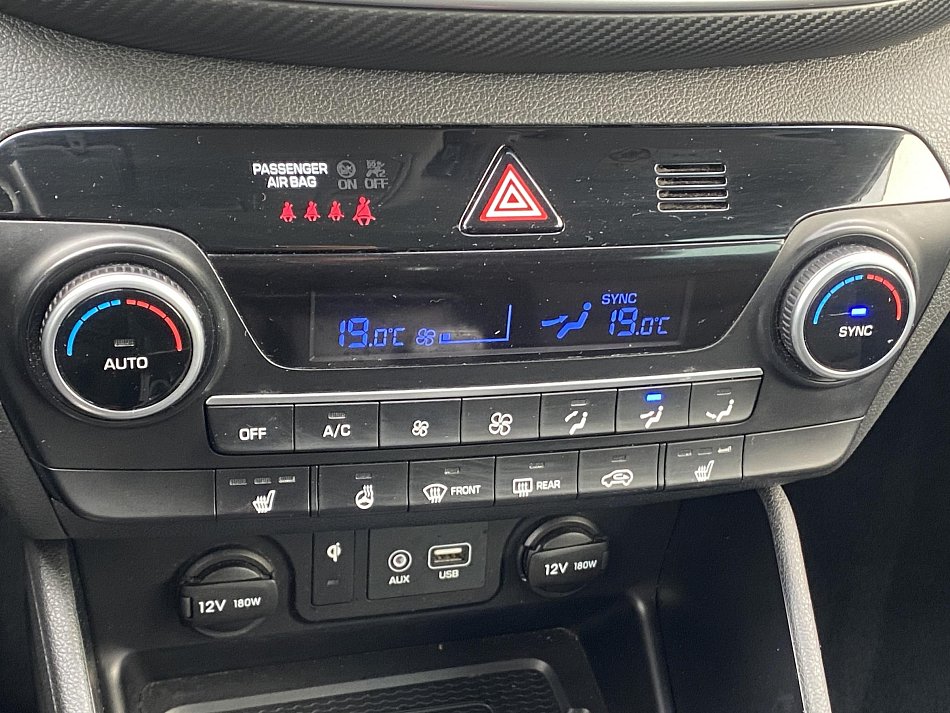 PASSENGER
AIR BAG
ON OFF
SYNC
19.0°C
19.0°C
AUTO
SYNC
OFF
A/C
FRONT
REAR
AUX
USB
12V 180W
12V 180W